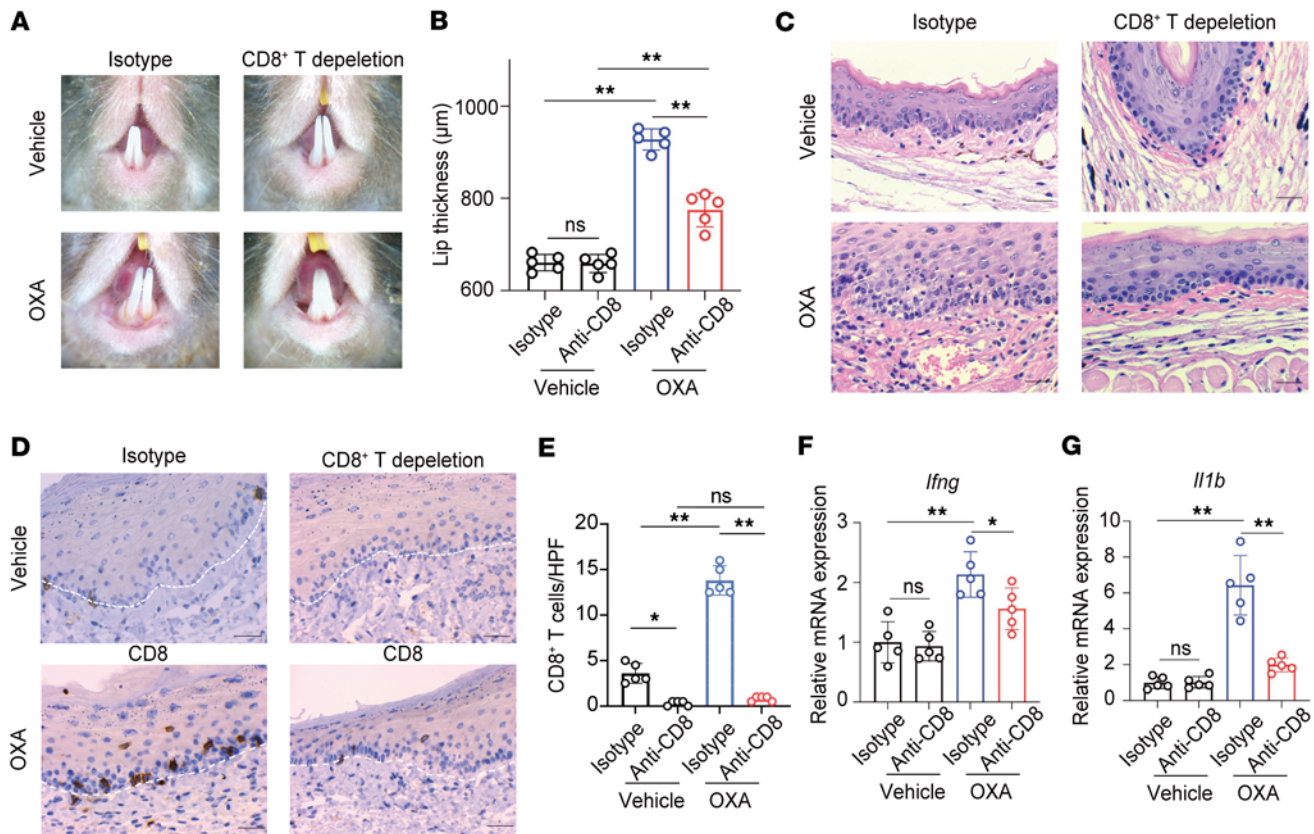 A
Isotype
CD8+ T depeletion
Vehicle
OXA
B
Lip thickness (μm)
1000
800
600
**
**
**
ns
Isotype
Anti-CD8
Isotype
Anti-CD8
Vehicle
OXA
C
Isotype
CD8+ T depeletion
Vehicle
OXA
D
Isotype
CD8+ T depeletion
Vehicle
CD8
CD8
OXA
E
CD8+ T cells/HPF
20
15
10
5
0
ns
**
**
*
Isotype
Anti-CD8
Isotype
Anti-CD8
Vehicle
OXA
F
Ifng
Relative mRNA expression
3
2
1
0
**
*
ns
Isotype
Anti-CD8
Isotype
Anti-CD8
Vehicle
OXA
G
Il1b
Relative mRNA expression
10
8
6
4
2
0
**
**
ns
Isotype
Anti-CD8
Isotype
Anti-CD8
Vehicle
OXA